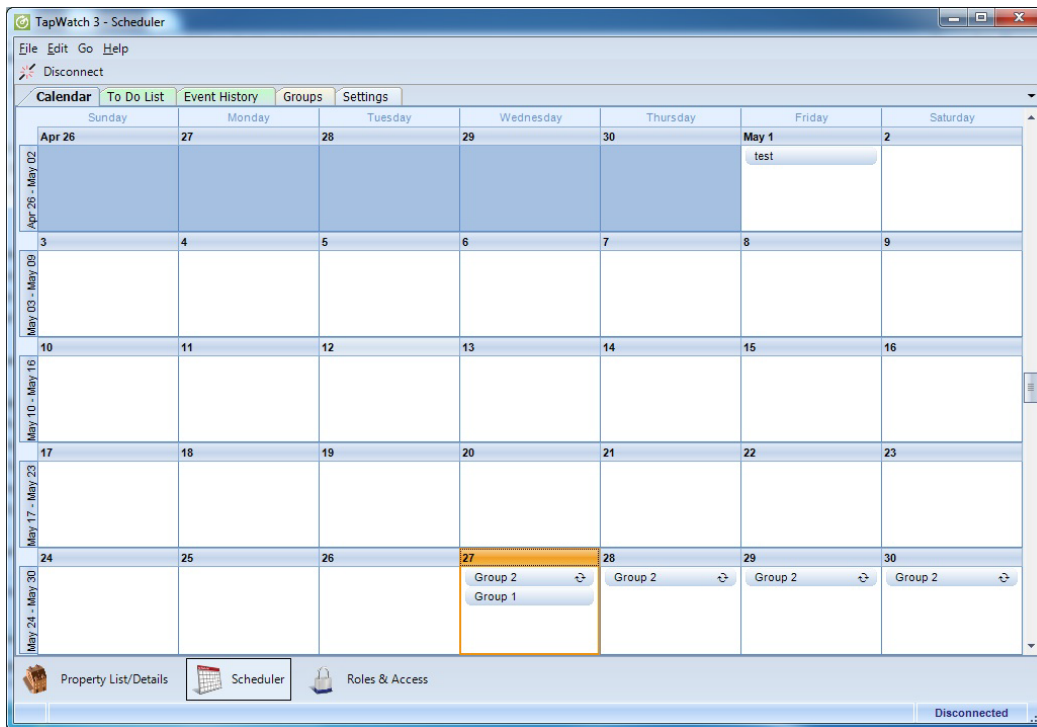 TapWatch 3 - Scheduler
File Edit Go Help
Disconnect
Calendar To Do List Event History Groups Settings
Sunday Monday Tuesday Wednesday Thursday Friday Saturday
Apr 26 - May 02
Apr 26 27 28 29 30 May 1 2
test
May 03 - May 09
3 4 5 6 7 8 9
May 10 - May 16
10 11 12 13 14 15 16
May 17 - May 23
17 18 19 20 21 22 23
May 24 - May 30
24 25 26 27 28 29 30
Group 2 Group 2 Group 2 Group 2
Group 1
Property List/Details Scheduler Roles & Access
Disconnected